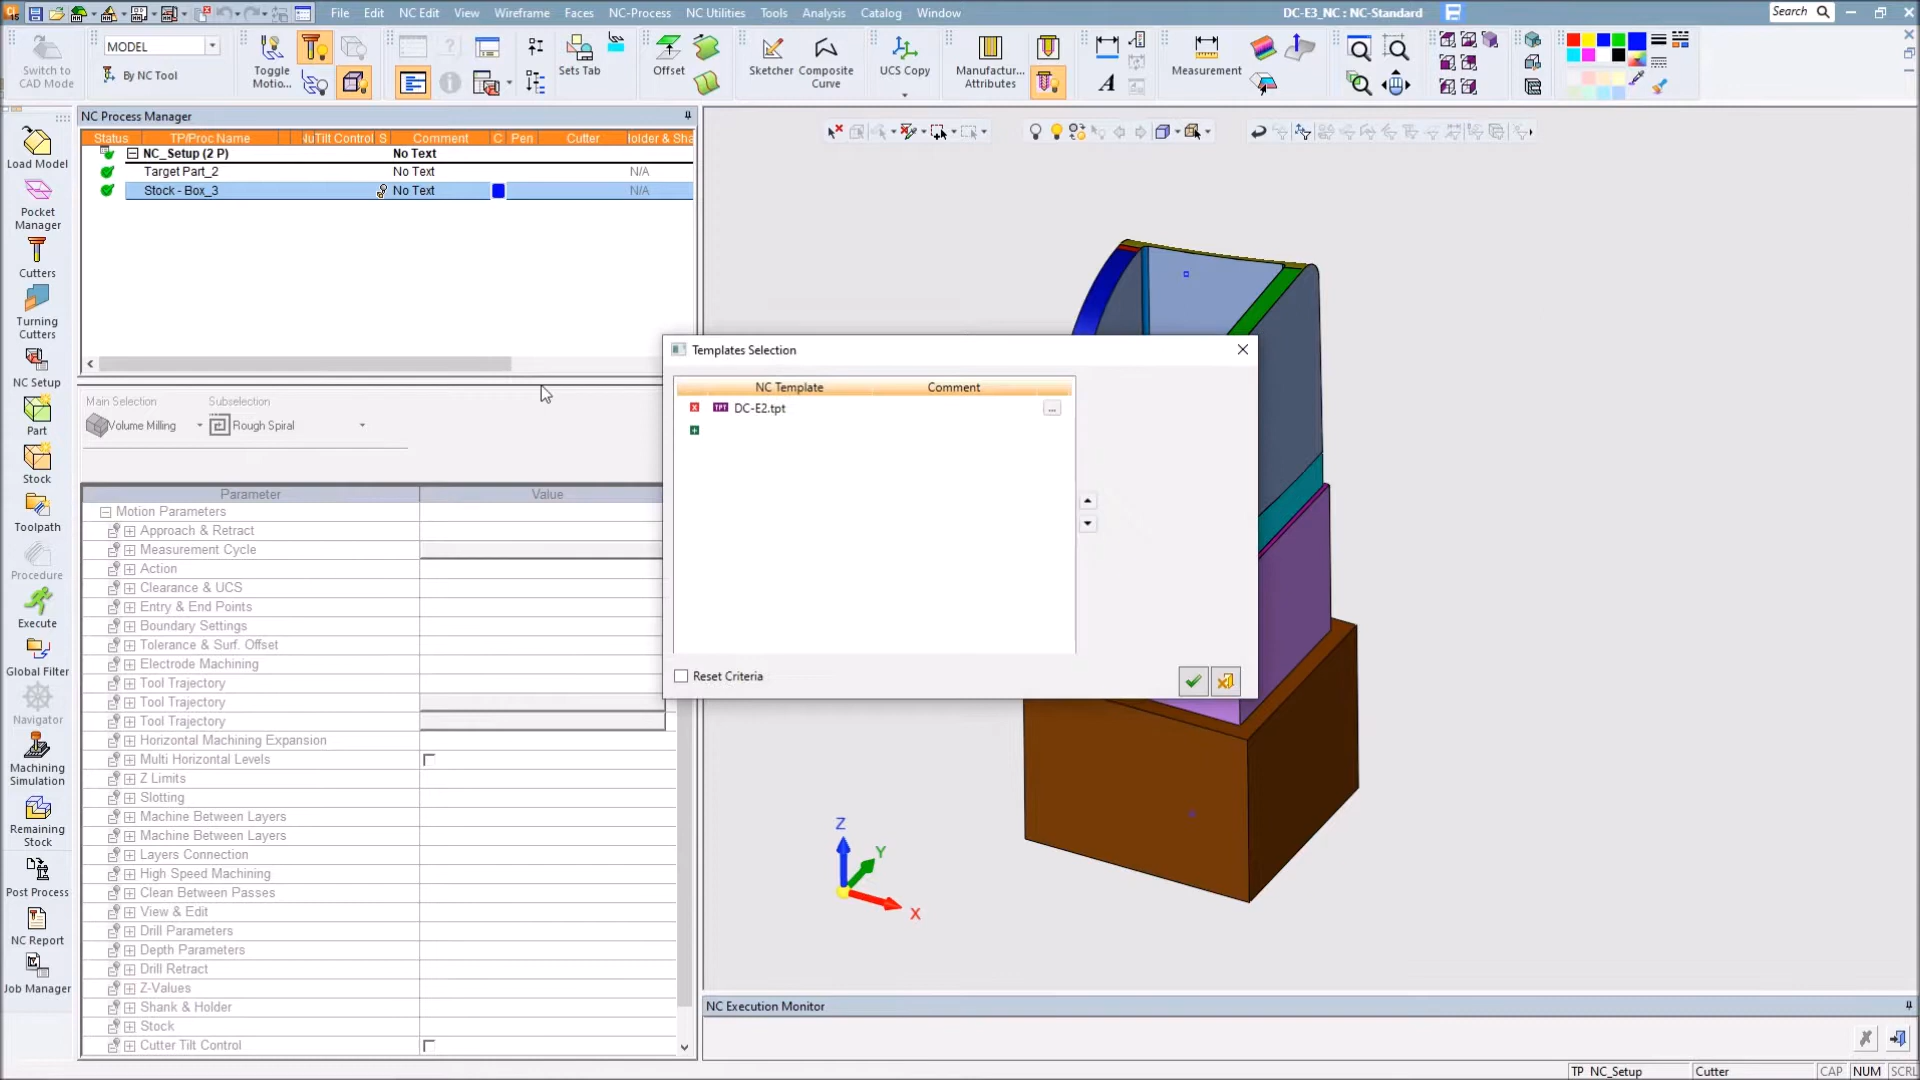 File Edit NC Edit View Wireframe Faces NC-Process NC Utilities Tools Analysis Catalog Window DC-E3_NC : NC-Standard Search
Switch to CAD Mode
MODEL
By NC Tool
Toggle Motio...
Sets Tab
Offset
Sketcher
Composite Curve
UCS Copy
Manufactur... Attributes
A
Measurement
NC Process Manager
Status TP/Proc Name Tilt Control S Comment C Pen Cutter Holder & Sha
NC_Setup (2 P) No Text
Target Part_2 No Text N/A
Stock - Box_3 No Text N/A
Load Model
Pocket Manager
Cutters
Turning Cutters
NC Setup
Part
Stock
Toolpath
Procedure
Execute
Global Filter
Navigator
Machining Simulation
Remaining Stock
Post Process
NC Report
Job Manager
Main Selection Subselection
Volume Milling Rough Spiral
Parameter Value
Motion Parameters
Approach & Retract
Measurement Cycle
Action
Clearance & UCS
Entry & End Points
Boundary Settings
Tolerance & Surf. Offset
Electrode Machining
Tool Trajectory
Tool Trajectory
Tool Trajectory
Horizontal Machining Expansion
Multi Horizontal Levels
Z Limits
Slotting
Machine Between Layers
Machine Between Layers
Layers Connection
High Speed Machining
Clean Between Passes
View & Edit
Drill Parameters
Depth Parameters
Drill Retract
Z-Values
Shank & Holder
Stock
Cutter Tilt Control
Templates Selection
NC Template Comment
TPT DC-E2.tpt ...
Reset Criteria
Z
Y
X
NC Execution Monitor
TP NC_Setup Cutter CAP NUM SCRL